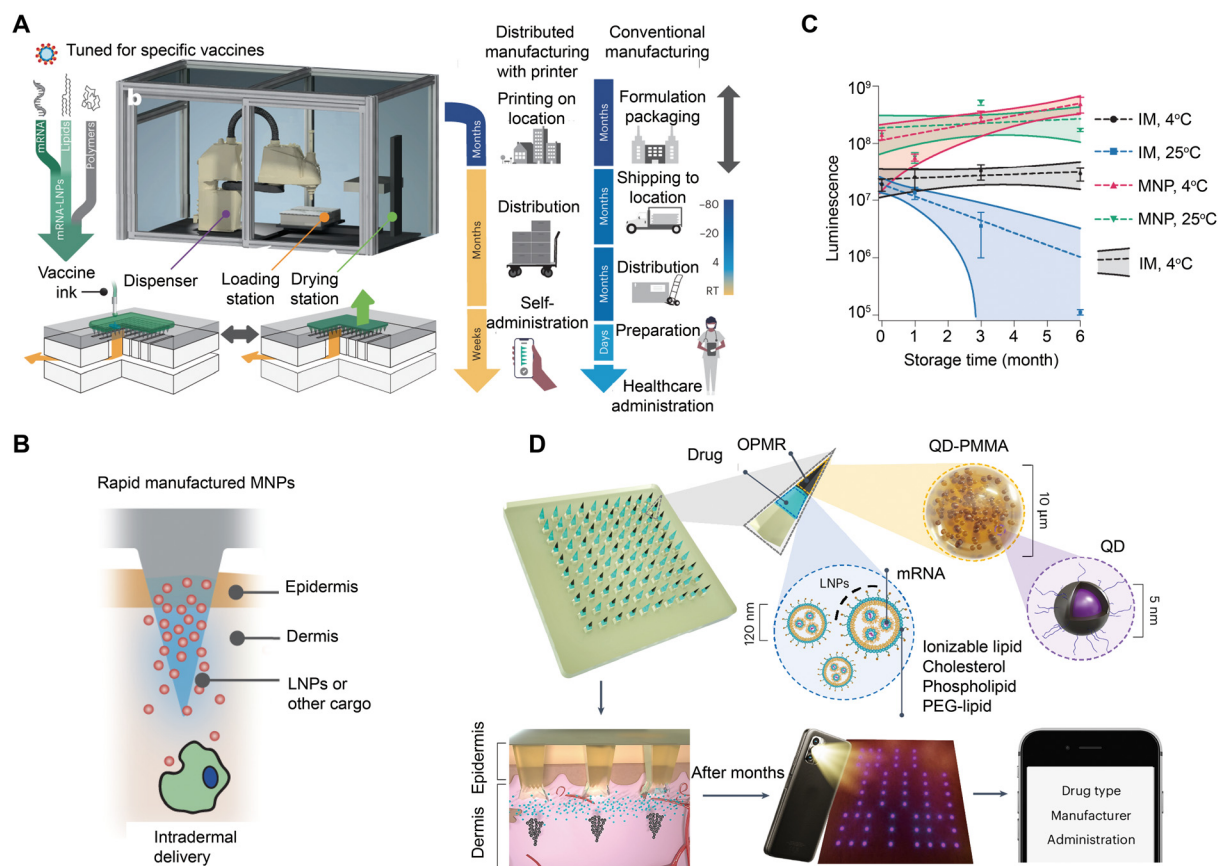 A
Tuned for specific vaccines
mRNA
Lipids
Polymers
mRNA-LNPs
b
Vaccine
ink
Dispenser
Loading
station
Drying
station
Distributed
manufacturing
with printer
Printing on
location
Distribution
Self-
administration
Months
Months
Weeks
Conventional
manufacturing
Formulation
packaging
Shipping to
location
Distribution
Preparation
Healthcare
administration
Months
Months
Months
Days
–80
–20
4
RT
C
Luminescence
10⁹
10⁸
10⁷
10⁶
10⁵
0
1
2
3
4
5
6
Storage time (month)
IM, 4°C
IM, 25°C
MNP, 4°C
MNP, 25°C
IM, 4°C
B
Rapid manufactured MNPs
Epidermis
Dermis
LNPs or
other cargo
Intradermal
delivery
D
Drug
OPMR
QD-PMMA
10 µm
QD
5 nm
LNPs
mRNA
120 nm
Ionizable lipid
Cholesterol
Phospholipid
PEG-lipid
Epidermis
Dermis
After months
Drug type
Manufacturer
Administration